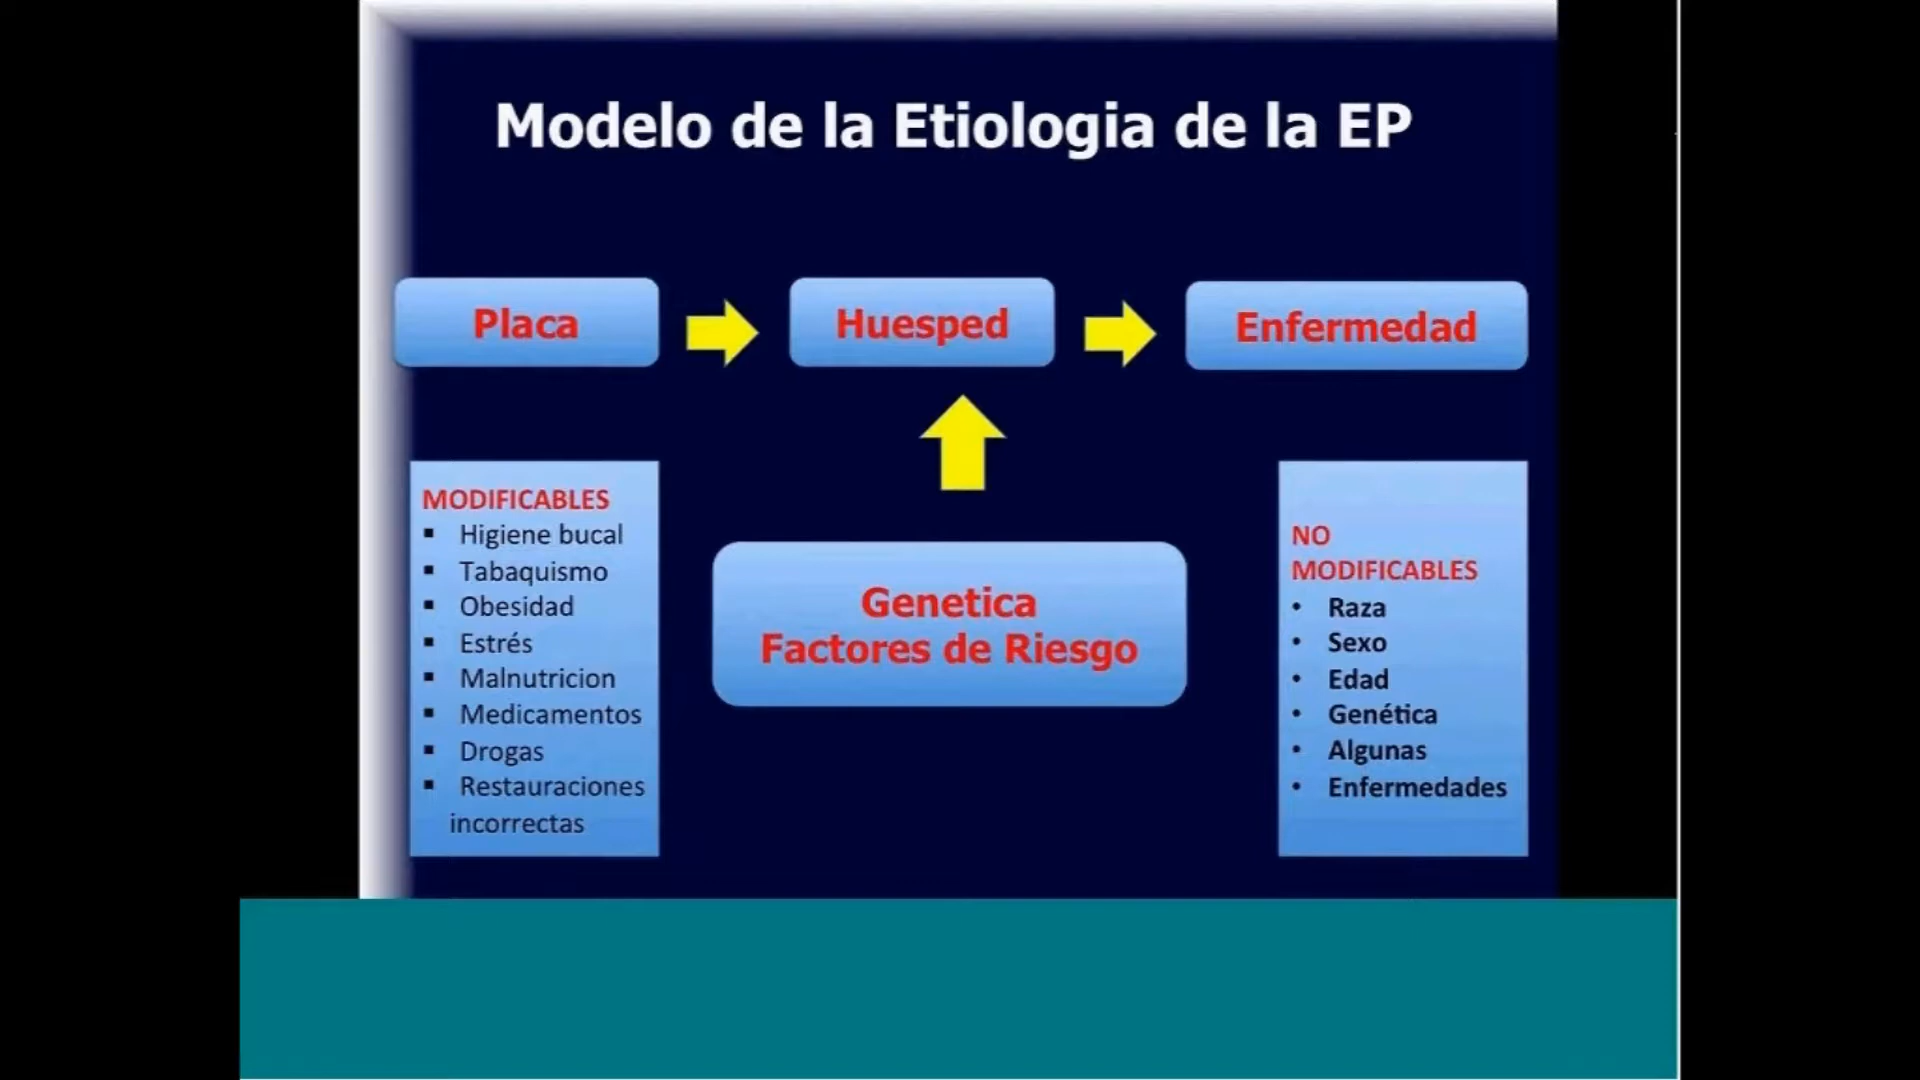 Modelo de la Etiologia de la EP
Placa
Huesped
Enfermedad
MODIFICABLES
▪ Higiene bucal
▪ Tabaquismo
▪ Obesidad
▪ Estrés
▪ Malnutricion
▪ Medicamentos
▪ Drogas
▪ Restauraciones
incorrectas
Genetica
Factores de Riesgo
NO
MODIFICABLES
• Raza
• Sexo
• Edad
• Genética
• Algunas
• Enfermedades